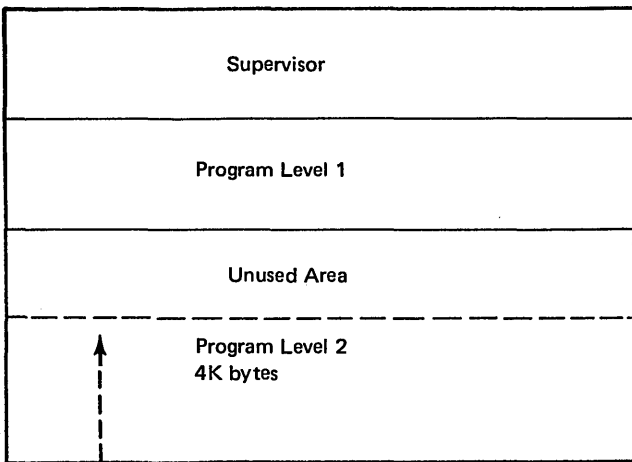 Supervisor
Program Level 1
Unused Area
Program Level 2
4K bytes